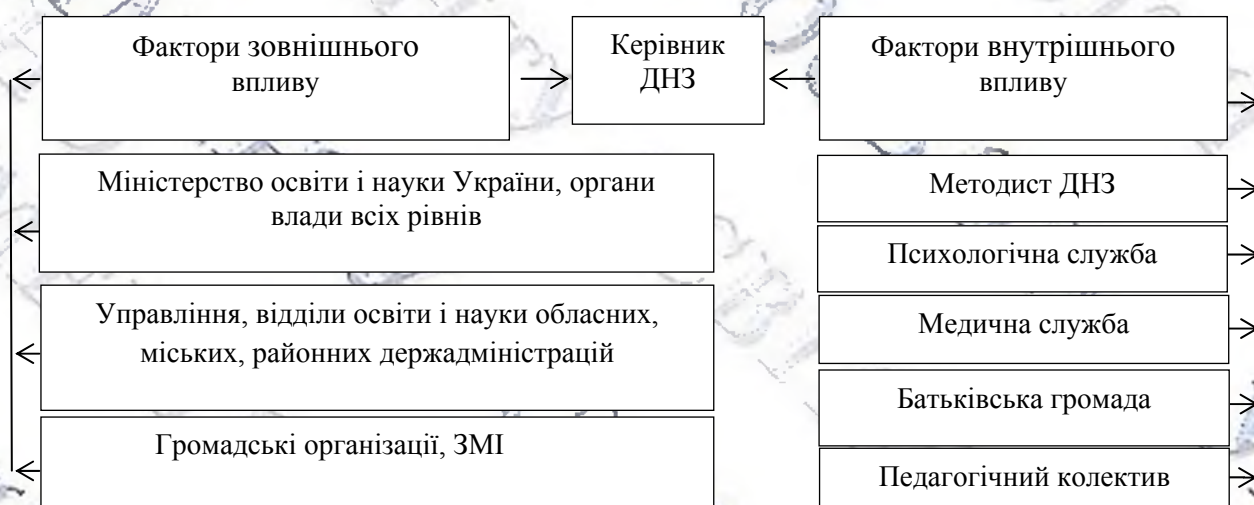 Фактори зовнішнього
впливу
Керівник
ДНЗ
Фактори внутрішнього
впливу
Міністерство освіти і науки України, органи
влади всіх рівнів
Управління, відділи освіти і науки обласних,
міських, районних держадміністрацій
Громадські організації, ЗМІ
Методист ДНЗ
Психологічна служба
Медична служба
Батьківська громада
Педагогічний колектив